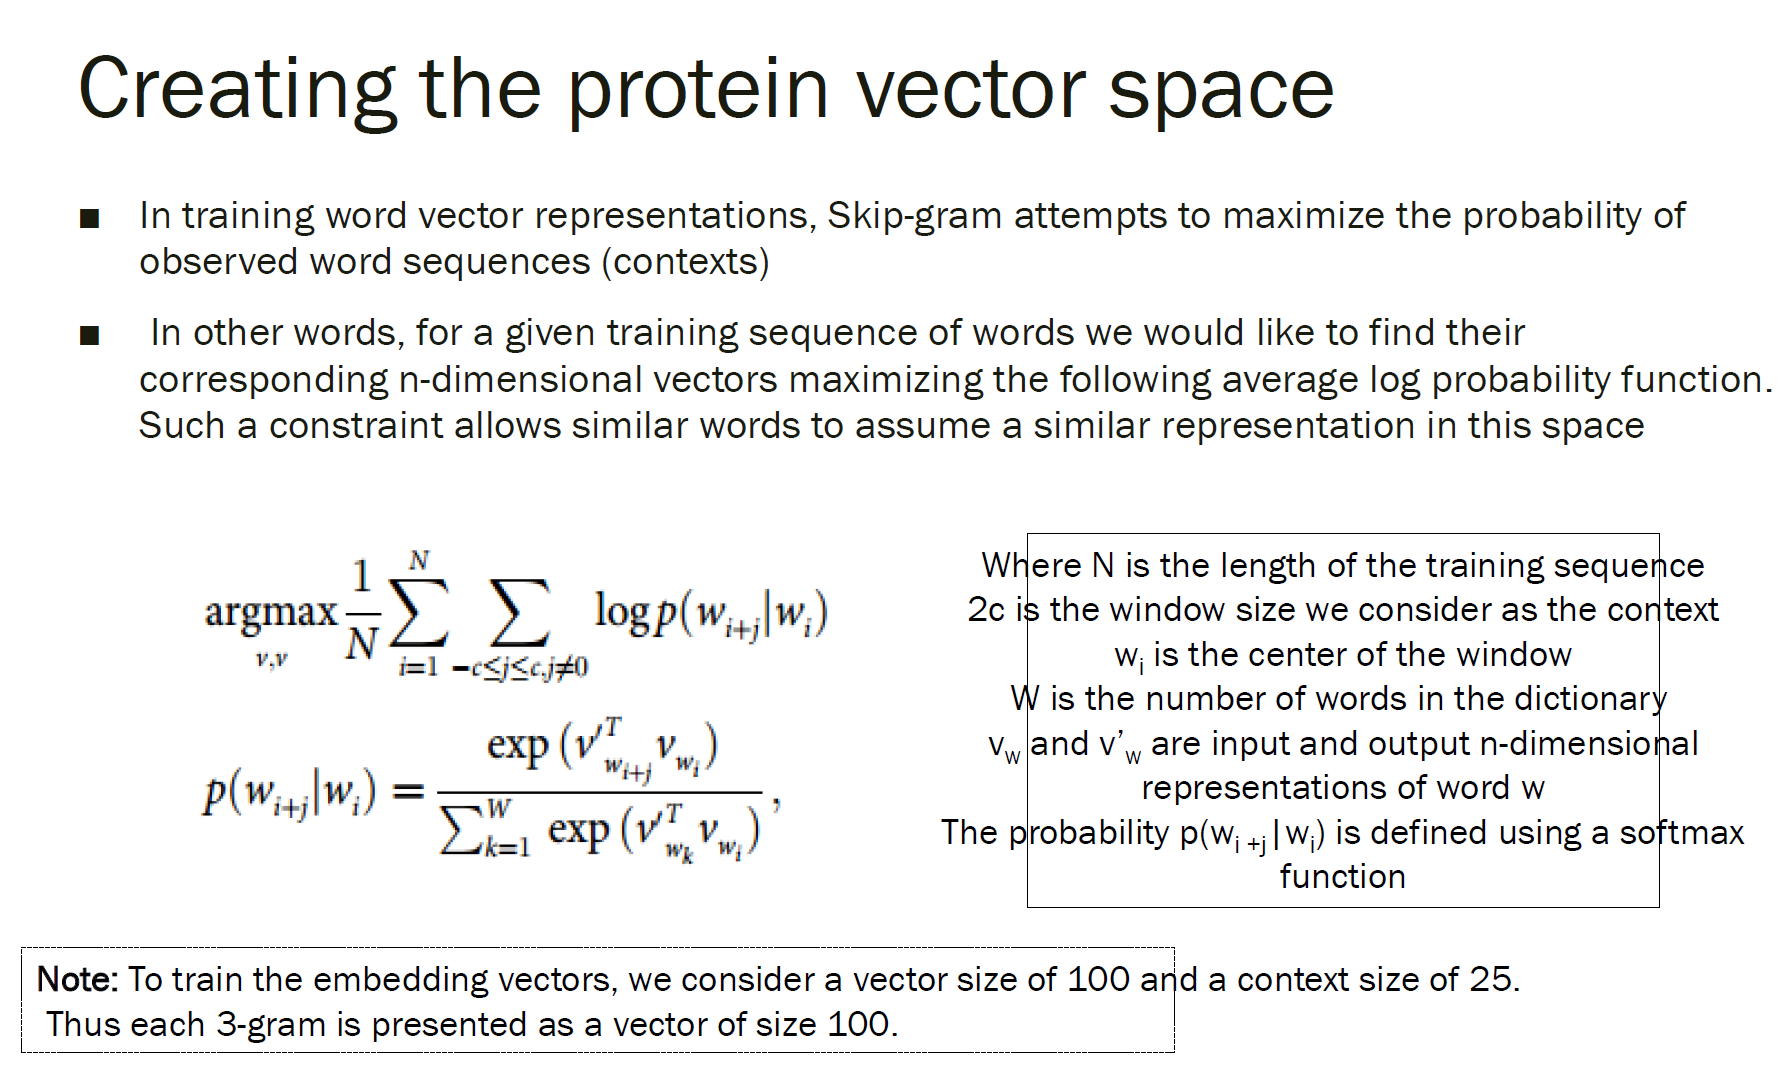 Creating the protein vector space
■ In training word vector representations, Skip-gram attempts to maximize the probability of
observed word sequences (contexts)
■ In other words, for a given training sequence of words we would like to find their
corresponding n-dimensional vectors maximizing the following average log probability function.
Such a constraint allows similar words to assume a similar representation in this space
argmax_{v,v} \frac{1}{N} \sum_{i=1}^{N} \sum_{-c≤j≤c,j≠0} log p(w_{i+j}|w_i)
p(w_{i+j}|w_i) = \frac{exp (v'^T_{w_{i+j}} v_{w_i})}{\sum_{k=1}^{W} exp (v'^T_{w_k} v_{w_i})},
Where N is the length of the training sequence
2c is the window size we consider as the context
w_i is the center of the window
W is the number of words in the dictionary
v_w and v’_w are input and output n-dimensional
representations of word w
The probability p(w_{i +j}|w_i) is defined using a softmax
function
Note: To train the embedding vectors, we consider a vector size of 100 and a context size of 25.
Thus each 3-gram is presented as a vector of size 100.